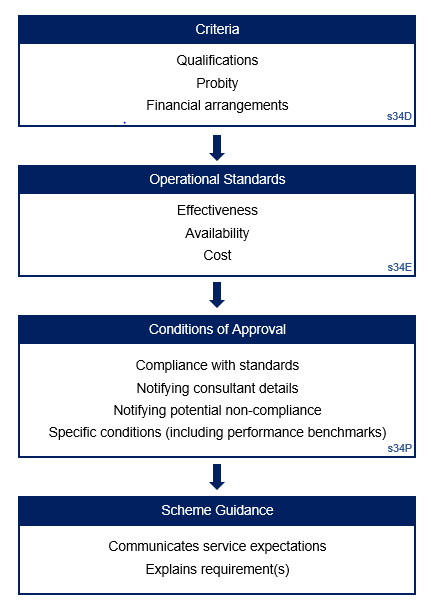 Criteria
Qualifications
Probity
Financial arrangements
s34D
Operational Standards
Effectiveness
Availability
Cost
s34E
Conditions of Approval
Compliance with standards
Notifying consultant details
Notifying potential non-compliance
Specific conditions (including performance benchmarks)
s34P
Scheme Guidance
Communicates service expectations
Explains requirement(s)